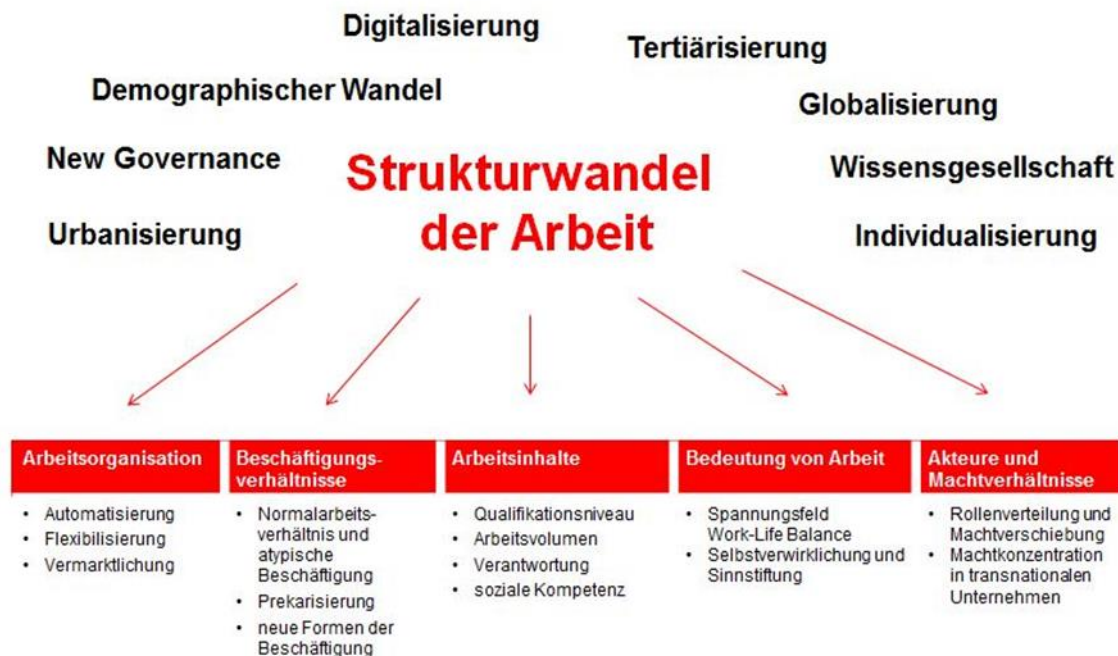 Digitalisierung
Tertiärisierung
Demographischer Wandel
Globalisierung
New Governance
Strukturwandel
der Arbeit
Wissensgesellschaft
Urbanisierung
Individualisierung
Arbeitsorganisation
• Automatisierung
• Flexibilisierung
• Vermarktlichung
Beschäftigungs-
verhältnisse
• Normalarbeits-
verhältnis und
atypische
Beschäftigung
• Prekarisierung
• neue Formen der
Beschäftigung
Arbeitsinhalte
• Qualifikationsniveau
• Arbeitsvolumen
• Verantwortung
• soziale Kompetenz
Bedeutung von Arbeit
• Spannungsfeld
Work-Life Balance
• Selbstverwirklichung und
Sinnstiftung
Akteure und
Machtverhältnisse
• Rollenverteilung und
Machtverschiebung
• Machtkonzentration
in transnationalen
Unternehmen